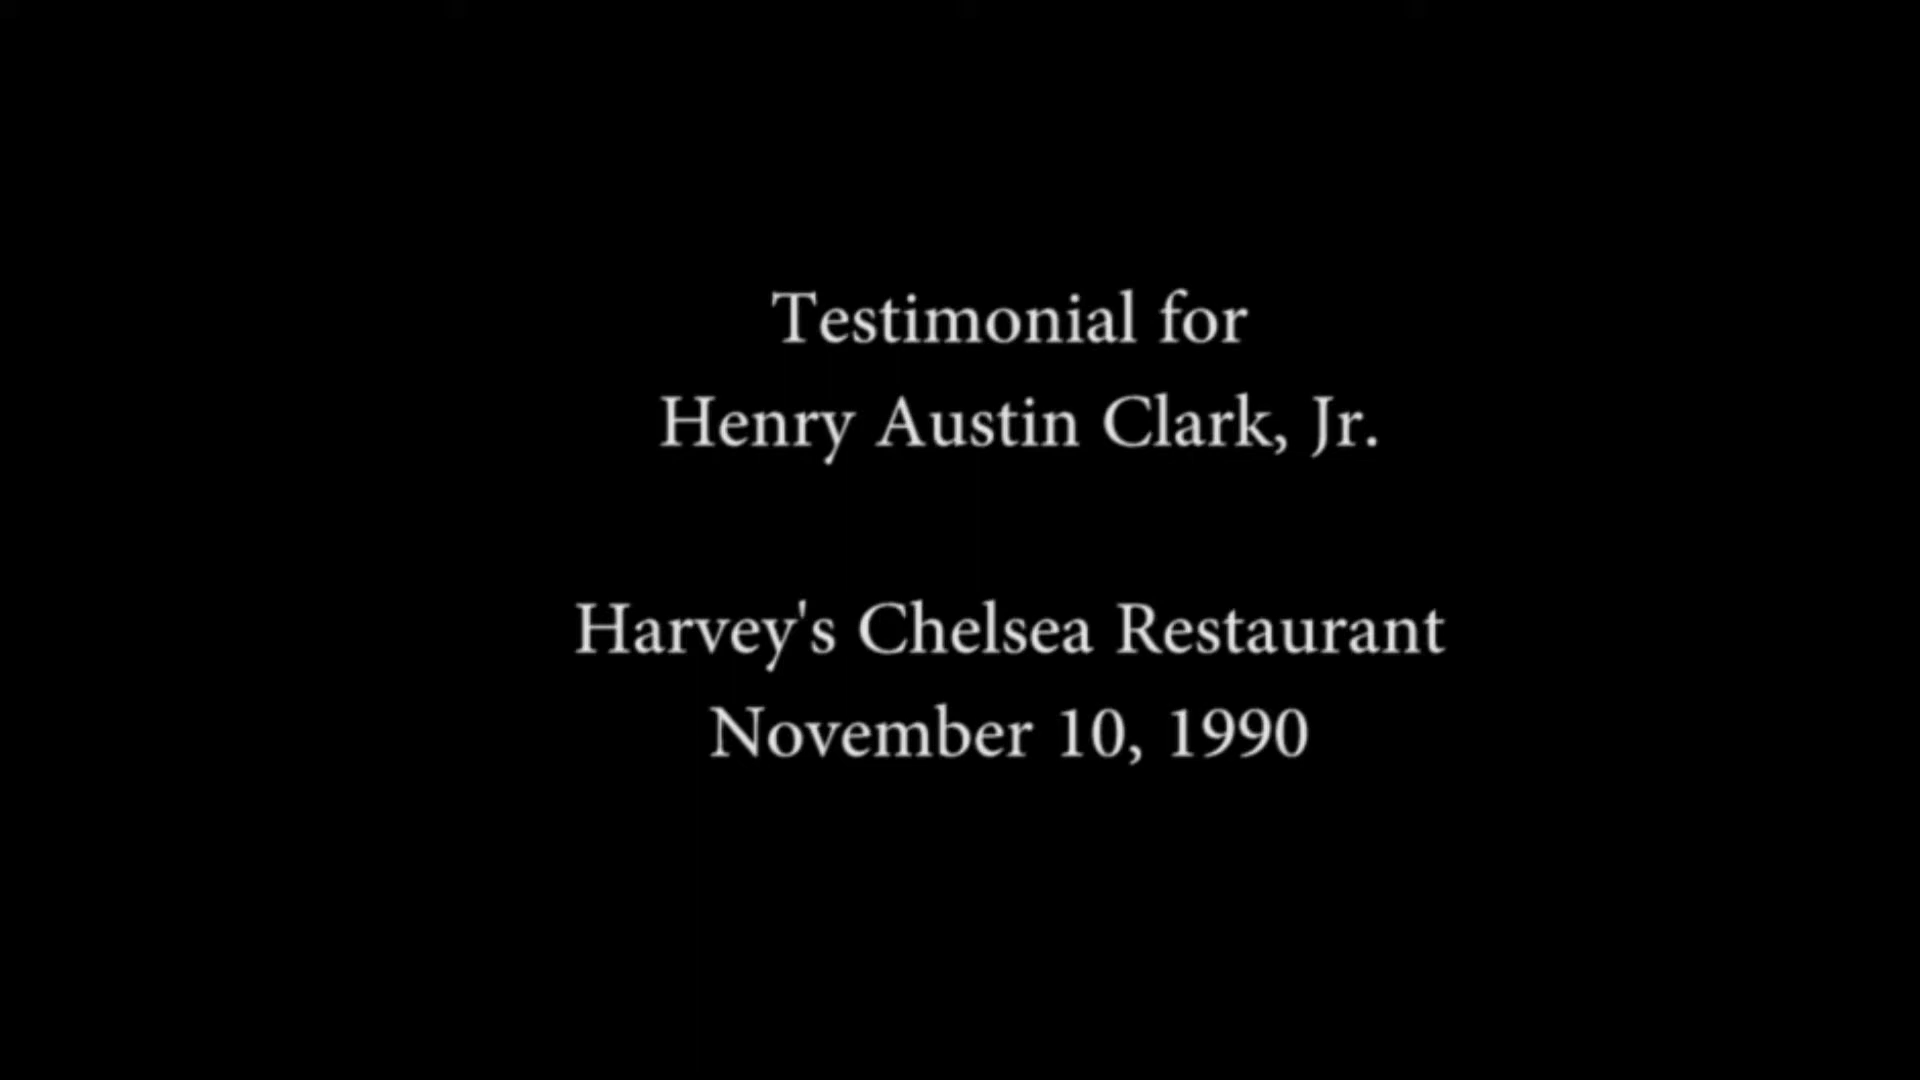 Testimonial for
Henry Austin Clark, Jr.
Harvey's Chelsea Restaurant
November 10, 1990